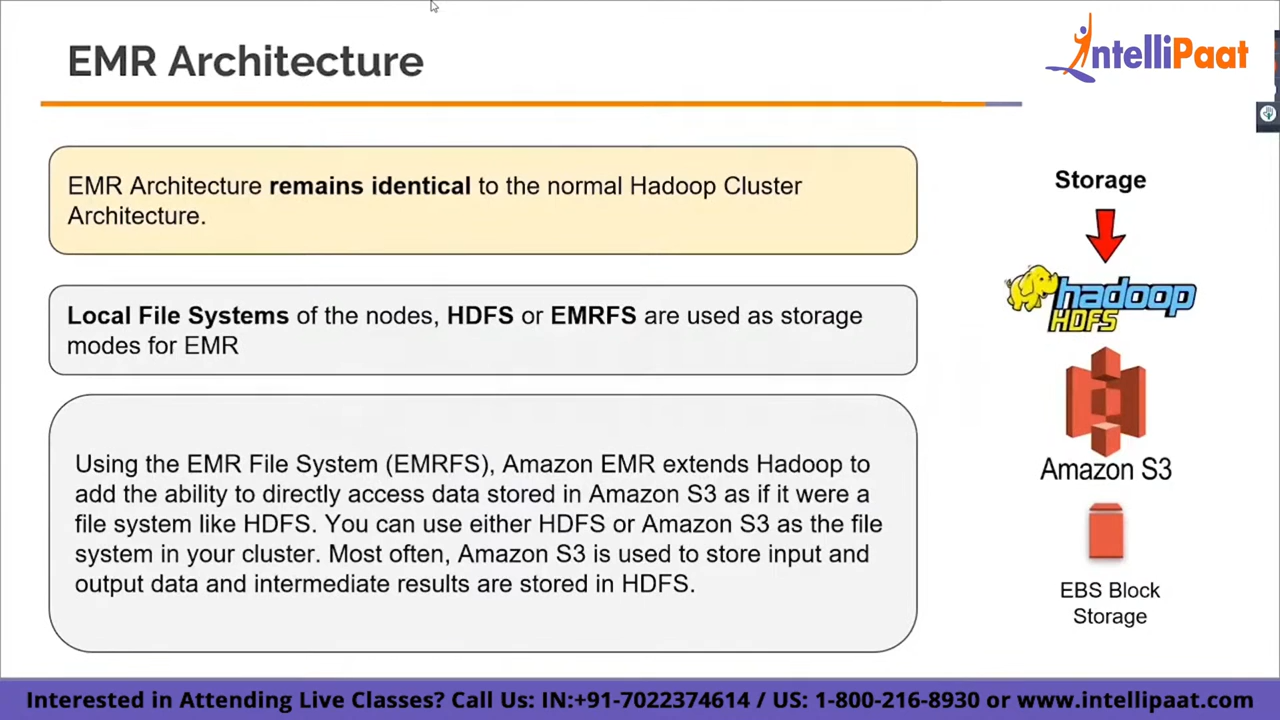 EMR Architecture
IntelliPaat
EMR Architecture remains identical to the normal Hadoop Cluster
Architecture.
Local File Systems of the nodes, HDFS or EMRFS are used as storage
modes for EMR
Using the EMR File System (EMRFS), Amazon EMR extends Hadoop to
add the ability to directly access data stored in Amazon S3 as if it were a
file system like HDFS. You can use either HDFS or Amazon S3 as the file
system in your cluster. Most often, Amazon S3 is used to store input and
output data and intermediate results are stored in HDFS.
Storage
hadoop
HDFS
Amazon S3
EBS Block
Storage
Interested in Attending Live Classes? Call Us: IN:+91-7022374614 / US: 1-800-216-8930 or www.intellipaat.com